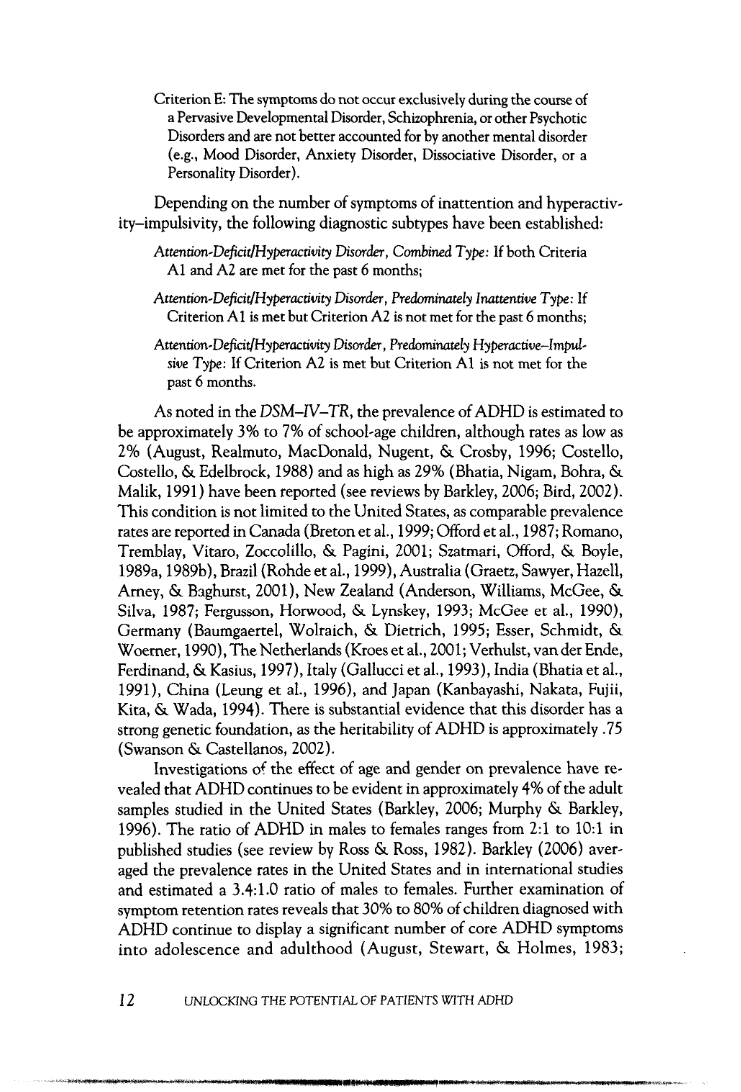 Criterion E: The symptoms do not occur exclusively during the course of
a Pervasive Developmental Disorder, Schizophrenia, or other Psychotic
Disorders and are not better accounted for by another mental disorder
(e.g., Mood Disorder, Anxiety Disorder, Dissociative Disorder, or a
Personality Disorder).
Depending on the number of symptoms of inattention and hyperactiv-
ity–impulsivity, the following diagnostic subtypes have been established:
Attention-Deficit/Hyperactivity Disorder, Combined Type: If both Criteria
A1 and A2 are met for the past 6 months;
Attention-Deficit/Hyperactivity Disorder, Predominately Inattentive Type: If
Criterion A1 is met but Criterion A2 is not met for the past 6 months;
Attention-Deficit/Hyperactivity Disorder, Predominately Hyperactive–Impul-
sive Type: If Criterion A2 is met but Criterion A1 is not met for the
past 6 months.
As noted in the DSM–IV–TR, the prevalence of ADHD is estimated to
be approximately 3% to 7% of school-age children, although rates as low as
2% (August, Realmuto, MacDonald, Nugent, & Crosby, 1996; Costello,
Costello, & Edelbrock, 1988) and as high as 29% (Bhatia, Nigam, Bohra, &
Malik, 1991) have been reported (see reviews by Barkley, 2006; Bird, 2002).
This condition is not limited to the United States, as comparable prevalence
rates are reported in Canada (Breton et al., 1999; Offord et al., 1987; Romano,
Tremblay, Vitaro, Zoccolillo, & Pagini, 2001; Szatmari, Offord, & Boyle,
1989a, 1989b), Brazil (Rohde et al., 1999), Australia (Graetz, Sawyer, Hazell,
Arney, & Baghurst, 2001), New Zealand (Anderson, Williams, McGee, &
Silva, 1987; Fergusson, Horwood, & Lynskey, 1993; McGee et al., 1990),
Germany (Baumgaertel, Wolraich, & Dietrich, 1995; Esser, Schmidt, &
Woerner, 1990), The Netherlands (Kroes et al., 2001; Verhulst, van der Ende,
Ferdinand, & Kasius, 1997), Italy (Gallucci et al., 1993), India (Bhatia et al.,
1991), China (Leung et al., 1996), and Japan (Kanbayashi, Nakata, Fujii,
Kita, & Wada, 1994). There is substantial evidence that this disorder has a
strong genetic foundation, as the heritability of ADHD is approximately .75
(Swanson & Castellanos, 2002).
Investigations of the effect of age and gender on prevalence have re-
vealed that ADHD continues to be evident in approximately 4% of the adult
samples studied in the United States (Barkley, 2006; Murphy & Barkley,
1996). The ratio of ADHD in males to females ranges from 2:1 to 10:1 in
published studies (see review by Ross & Ross, 1982). Barkley (2006) aver-
aged the prevalence rates in the United States and in international studies
and estimated a 3.4:1.0 ratio of males to females. Further examination of
symptom retention rates reveals that 30% to 80% of children diagnosed with
ADHD continue to display a significant number of core ADHD symptoms
into adolescence and adulthood (August, Stewart, & Holmes, 1983;
12 UNLOCKING THE POTENTIAL OF PATIENTS WITH ADHD